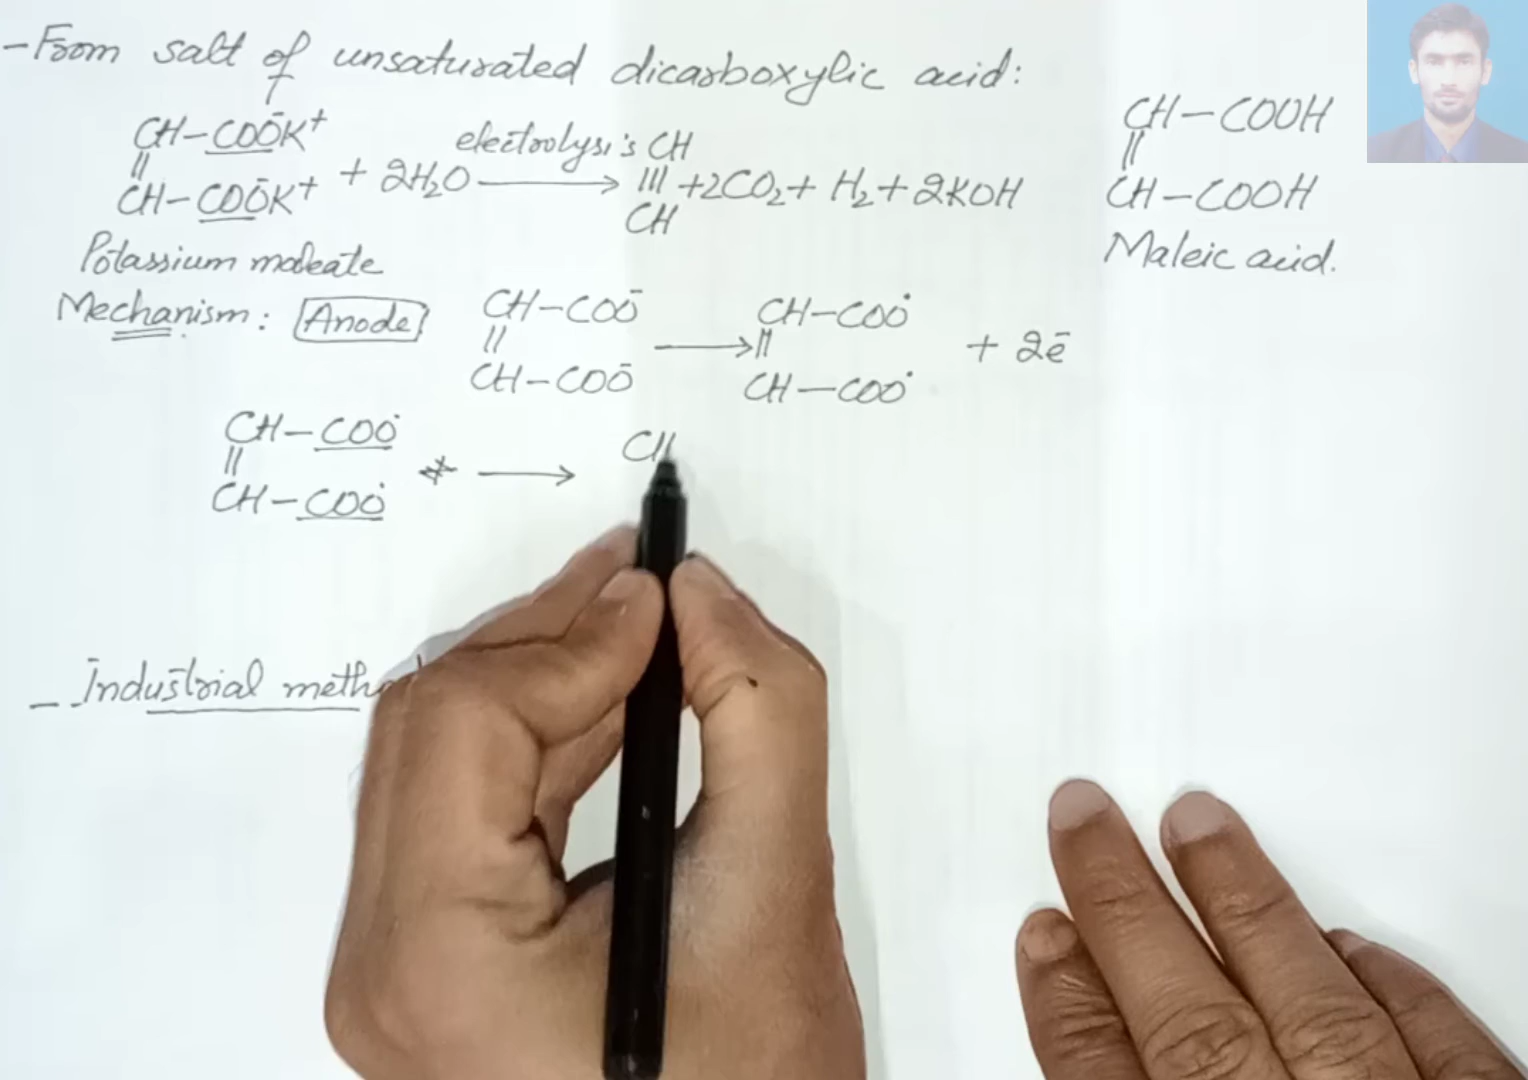 - From salt of unsaturated dicarboxylic acid:
CH-COŌK+
||
CH-COŌK+
+ 2H₂O
electrolysis
⟶
CH
|||
CH
+2CO₂ + H₂ + 2KOH
CH-COOH
||
CH-COOH
Maleic acid.
Potassium maleate
Mechanism: Anode
CH-COŌ
||
CH-COŌ
⟶
CH-COȮ
||
CH-COȮ
+ 2ē
CH-COȮ
||
CH-COȮ
⟶
CH
- Industrial method